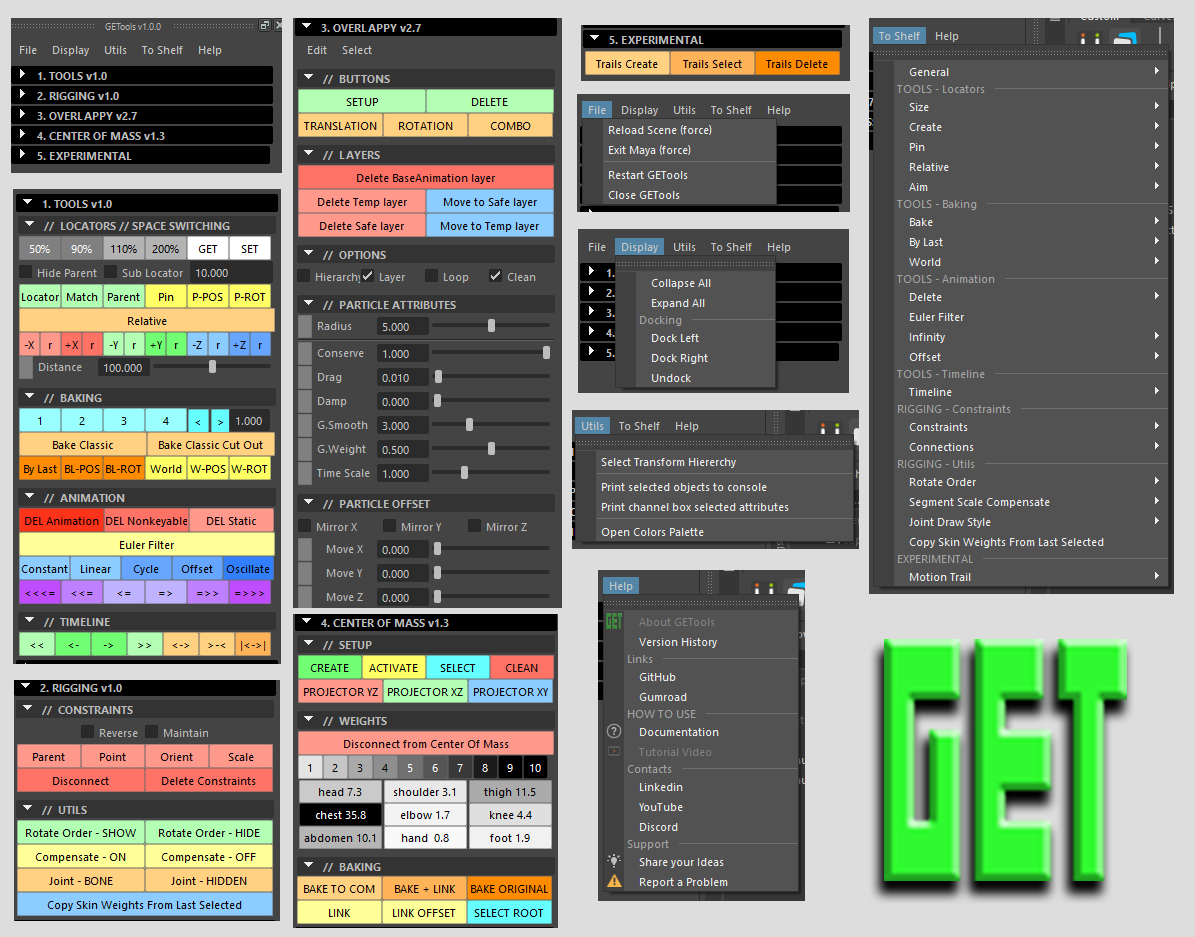 GETools v1.0.0
File Display Utils To Shelf Help
1. TOOLS v1.0
2. RIGGING v1.0
3. OVERLAPPY v2.7
4. CENTER OF MASS v1.3
5. EXPERIMENTAL
1. TOOLS v1.0
// LOCATORS // SPACE SWITCHING
50% 90% 110% 200% GET SET
Hide Parent Sub Locator 10.000
Locator Match Parent Pin P-POS P-ROT
Relative
-X r +X r -Y r +Y r -Z r +Z r
Distance 100.000
// BAKING
1 2 3 4 < > 1.000
Bake Classic Bake Classic Cut Out
By Last BL-POS BL-ROT World W-POS W-ROT
// ANIMATION
DEL Animation DEL Nonkeyable DEL Static
Euler Filter
Constant Linear Cycle Offset Oscillate
<<<= <<= <= => =>> =>>>
// TIMELINE
<< <- -> >> <-> >-< |<->|
2. RIGGING v1.0
// CONSTRAINTS
Reverse Maintain
Parent Point Orient Scale
Disconnect Delete Constraints
// UTILS
Rotate Order - SHOW Rotate Order - HIDE
Compensate - ON Compensate - OFF
Joint - BONE Joint - HIDDEN
Copy Skin Weights From Last Selected
3. OVERLAPPY v2.7
Edit Select
// BUTTONS
SETUP DELETE
TRANSLATION ROTATION COMBO
// LAYERS
Delete BaseAnimation layer
Delete Temp layer Move to Safe layer
Delete Safe layer Move to Temp layer
// OPTIONS
Hierarchy Layer Loop Clean
// PARTICLE ATTRIBUTES
Radius 5.000
Conserve 1.000
Drag 0.010
Damp 0.000
G.Smooth 3.000
G.Weight 0.500
Time Scale 1.000
// PARTICLE OFFSET
Mirror X Mirror Y Mirror Z
Move X 0.000
Move Y 0.000
Move Z 0.000
4. CENTER OF MASS v1.3
// SETUP
CREATE ACTIVATE SELECT CLEAN
PROJECTOR YZ PROJECTOR XZ PROJECTOR XY
// WEIGHTS
Disconnect from Center Of Mass
1 2 3 4 5 6 7 8 9 10
head 7.3 shoulder 3.1 thigh 11.5
chest 35.8 elbow 1.7 knee 4.4
abdomen 10.1 hand 0.8 foot 1.9
// BAKING
BAKE TO COM BAKE + LINK BAKE ORIGINAL
LINK LINK OFFSET SELECT ROOT
5. EXPERIMENTAL
Trails Create Trails Select Trails Delete
File Display Utils To Shelf Help
Reload Scene (force)
Exit Maya (force)
Restart GETools
Close GETools
File Display Utils To Shelf Help
1.
2.
3.
4.
5.
Collapse All
Expand All
Docking
Dock Left
Dock Right
Undock
Utils To Shelf Help
Select Transform Hiererchy
Print selected objects to console
Print channel box selected attributes
Open Colors Palette
Help
About GETools
Version History
Links
GitHub
Gumroad
HOW TO USE
Documentation
Tutorial Video
Contacts
Linkedin
YouTube
Discord
Support
Share your Ideas
Report a Problem
To Shelf Help
General
TOOLS - Locators
Size
Create
Pin
Relative
Aim
TOOLS - Baking
Bake
By Last
World
TOOLS - Animation
Delete
Euler Filter
Infinity
Offset
TOOLS - Timeline
Timeline
RIGGING - Constraints
Constraints
Connections
RIGGING - Utils
Rotate Order
Segment Scale Compensate
Joint Draw Style
Copy Skin Weights From Last Selected
EXPERIMENTAL
Motion Trail
GET